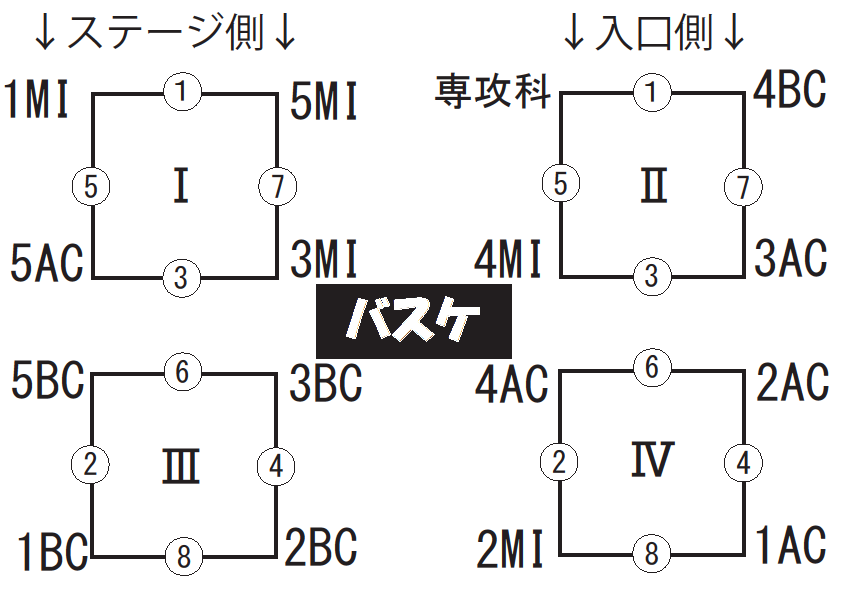 ↓ステージ側↓
↓入口側↓
1MI ① 5MI
⑤ Ⅰ ⑦
5AC ③ 3MI
専攻科 ① 4BC
⑤ Ⅱ ⑦
4MI ③ 3AC
バスケ
5BC ⑥ 3BC
② Ⅲ ④
1BC ⑧ 2BC
4AC ⑥ 2AC
② Ⅳ ④
2MI ⑧ 1AC